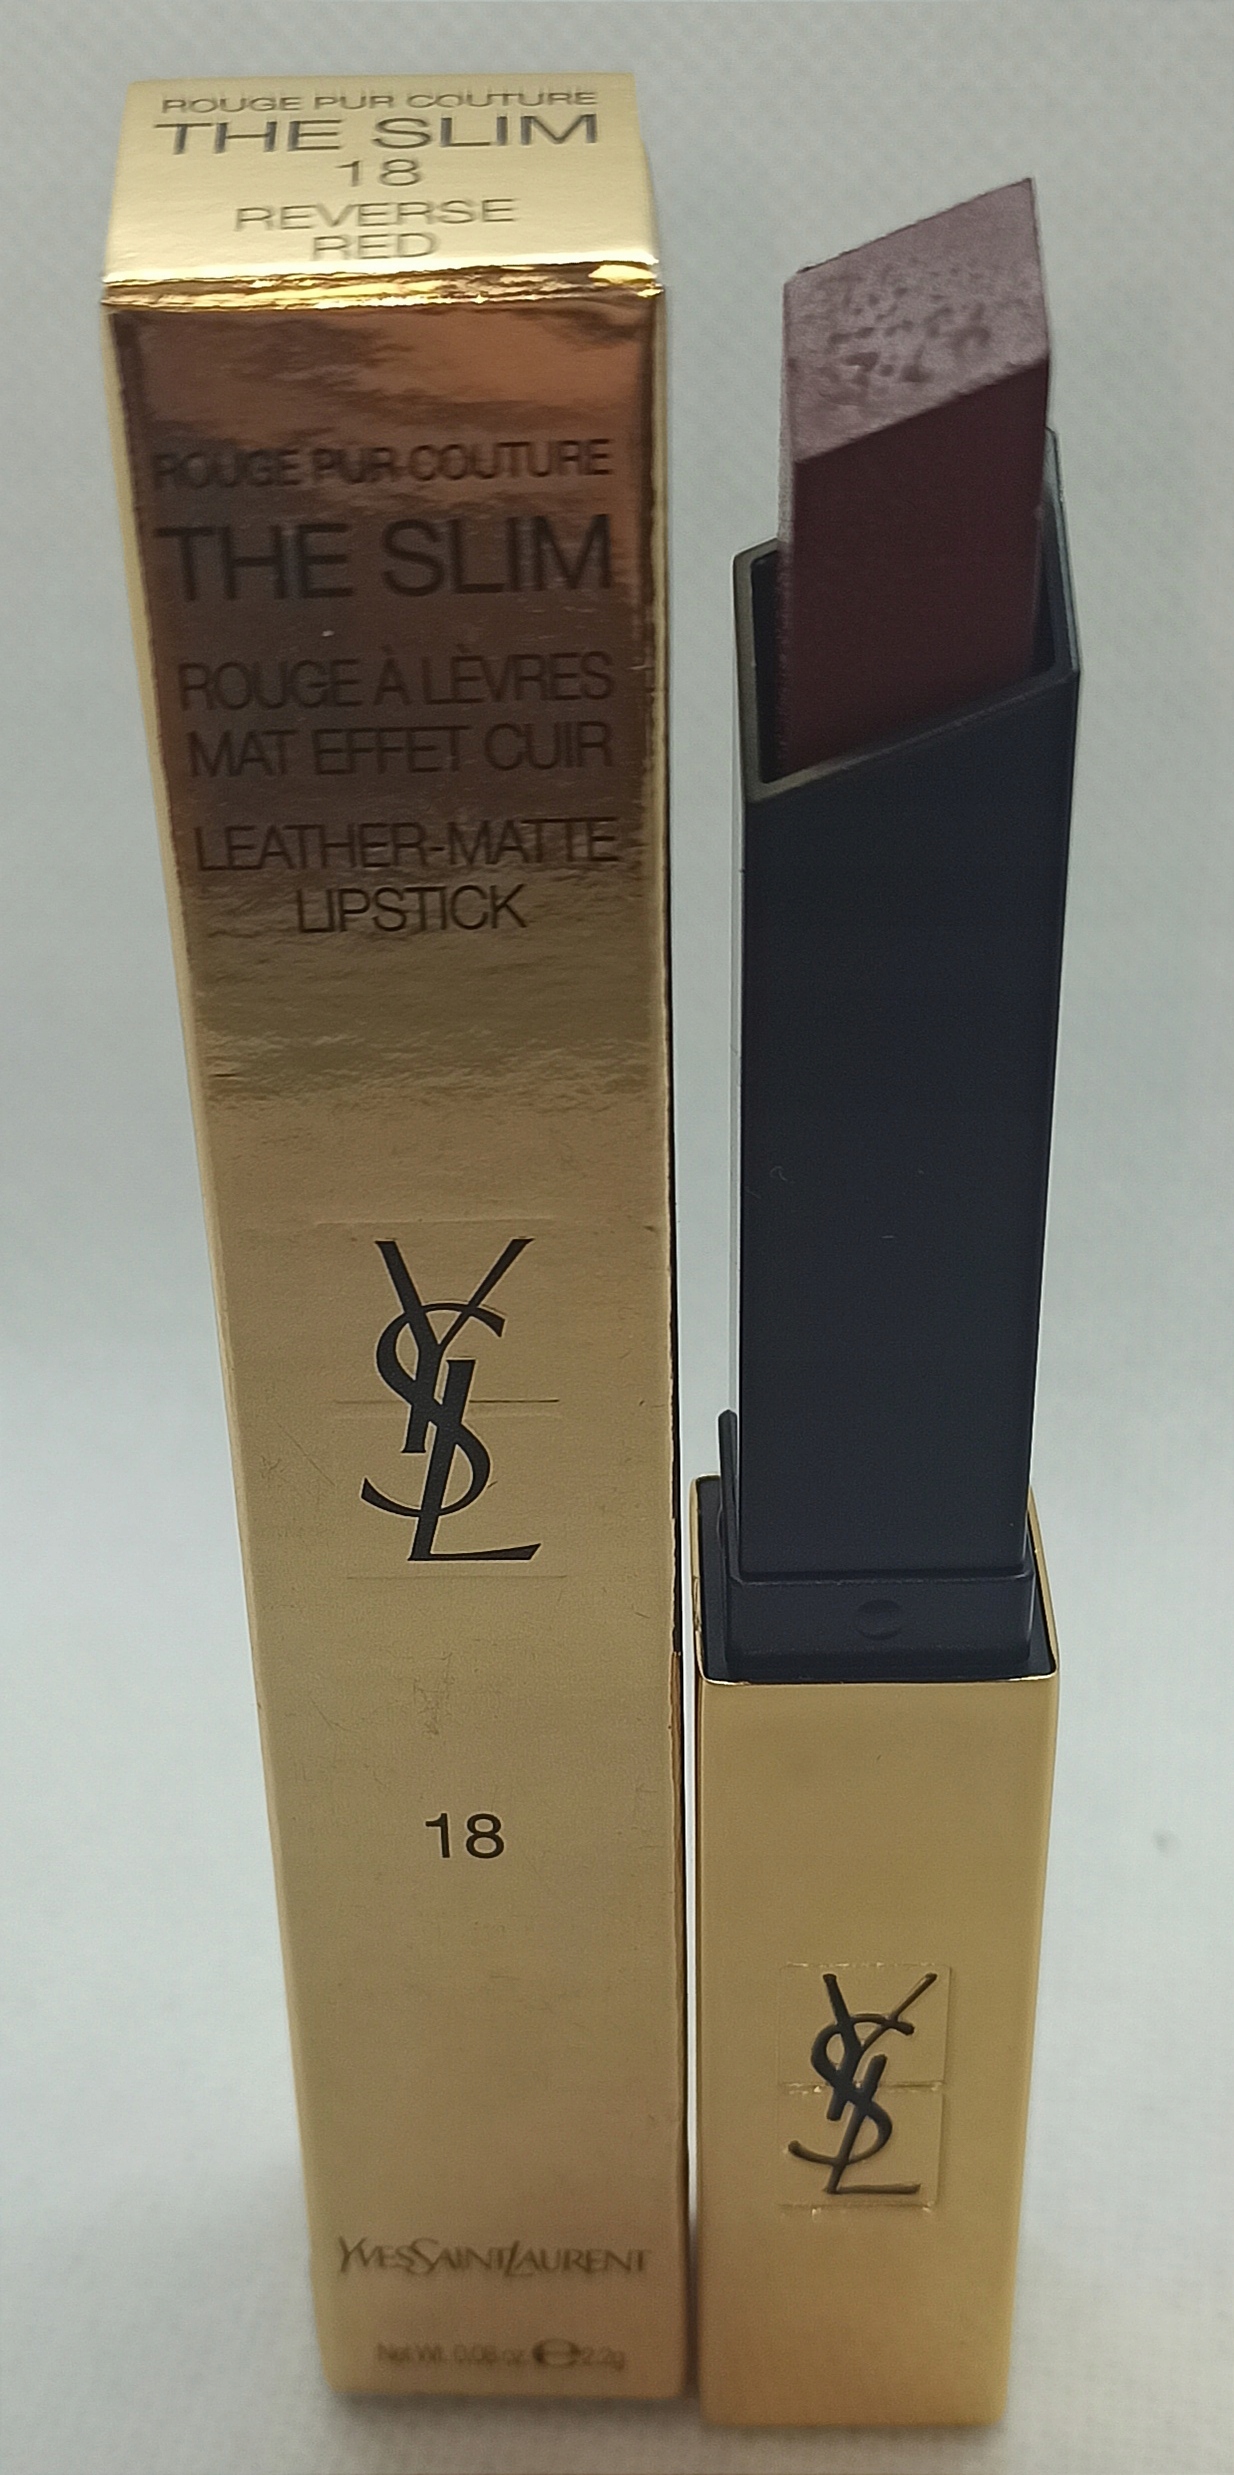 ROUGE PUR COUTURE
THE SLIM
18
REVERSE
RED
ROUGE PUR COUTURE
THE SLIM
ROUGE À LÈVRES
MAT EFFET CUIR
LEATHER-MATTE
LIPSTICK
YSL
18
YVESSAINTLAURENT
Net Wt. 0.08 oz. ℮ 2.2g
YSL